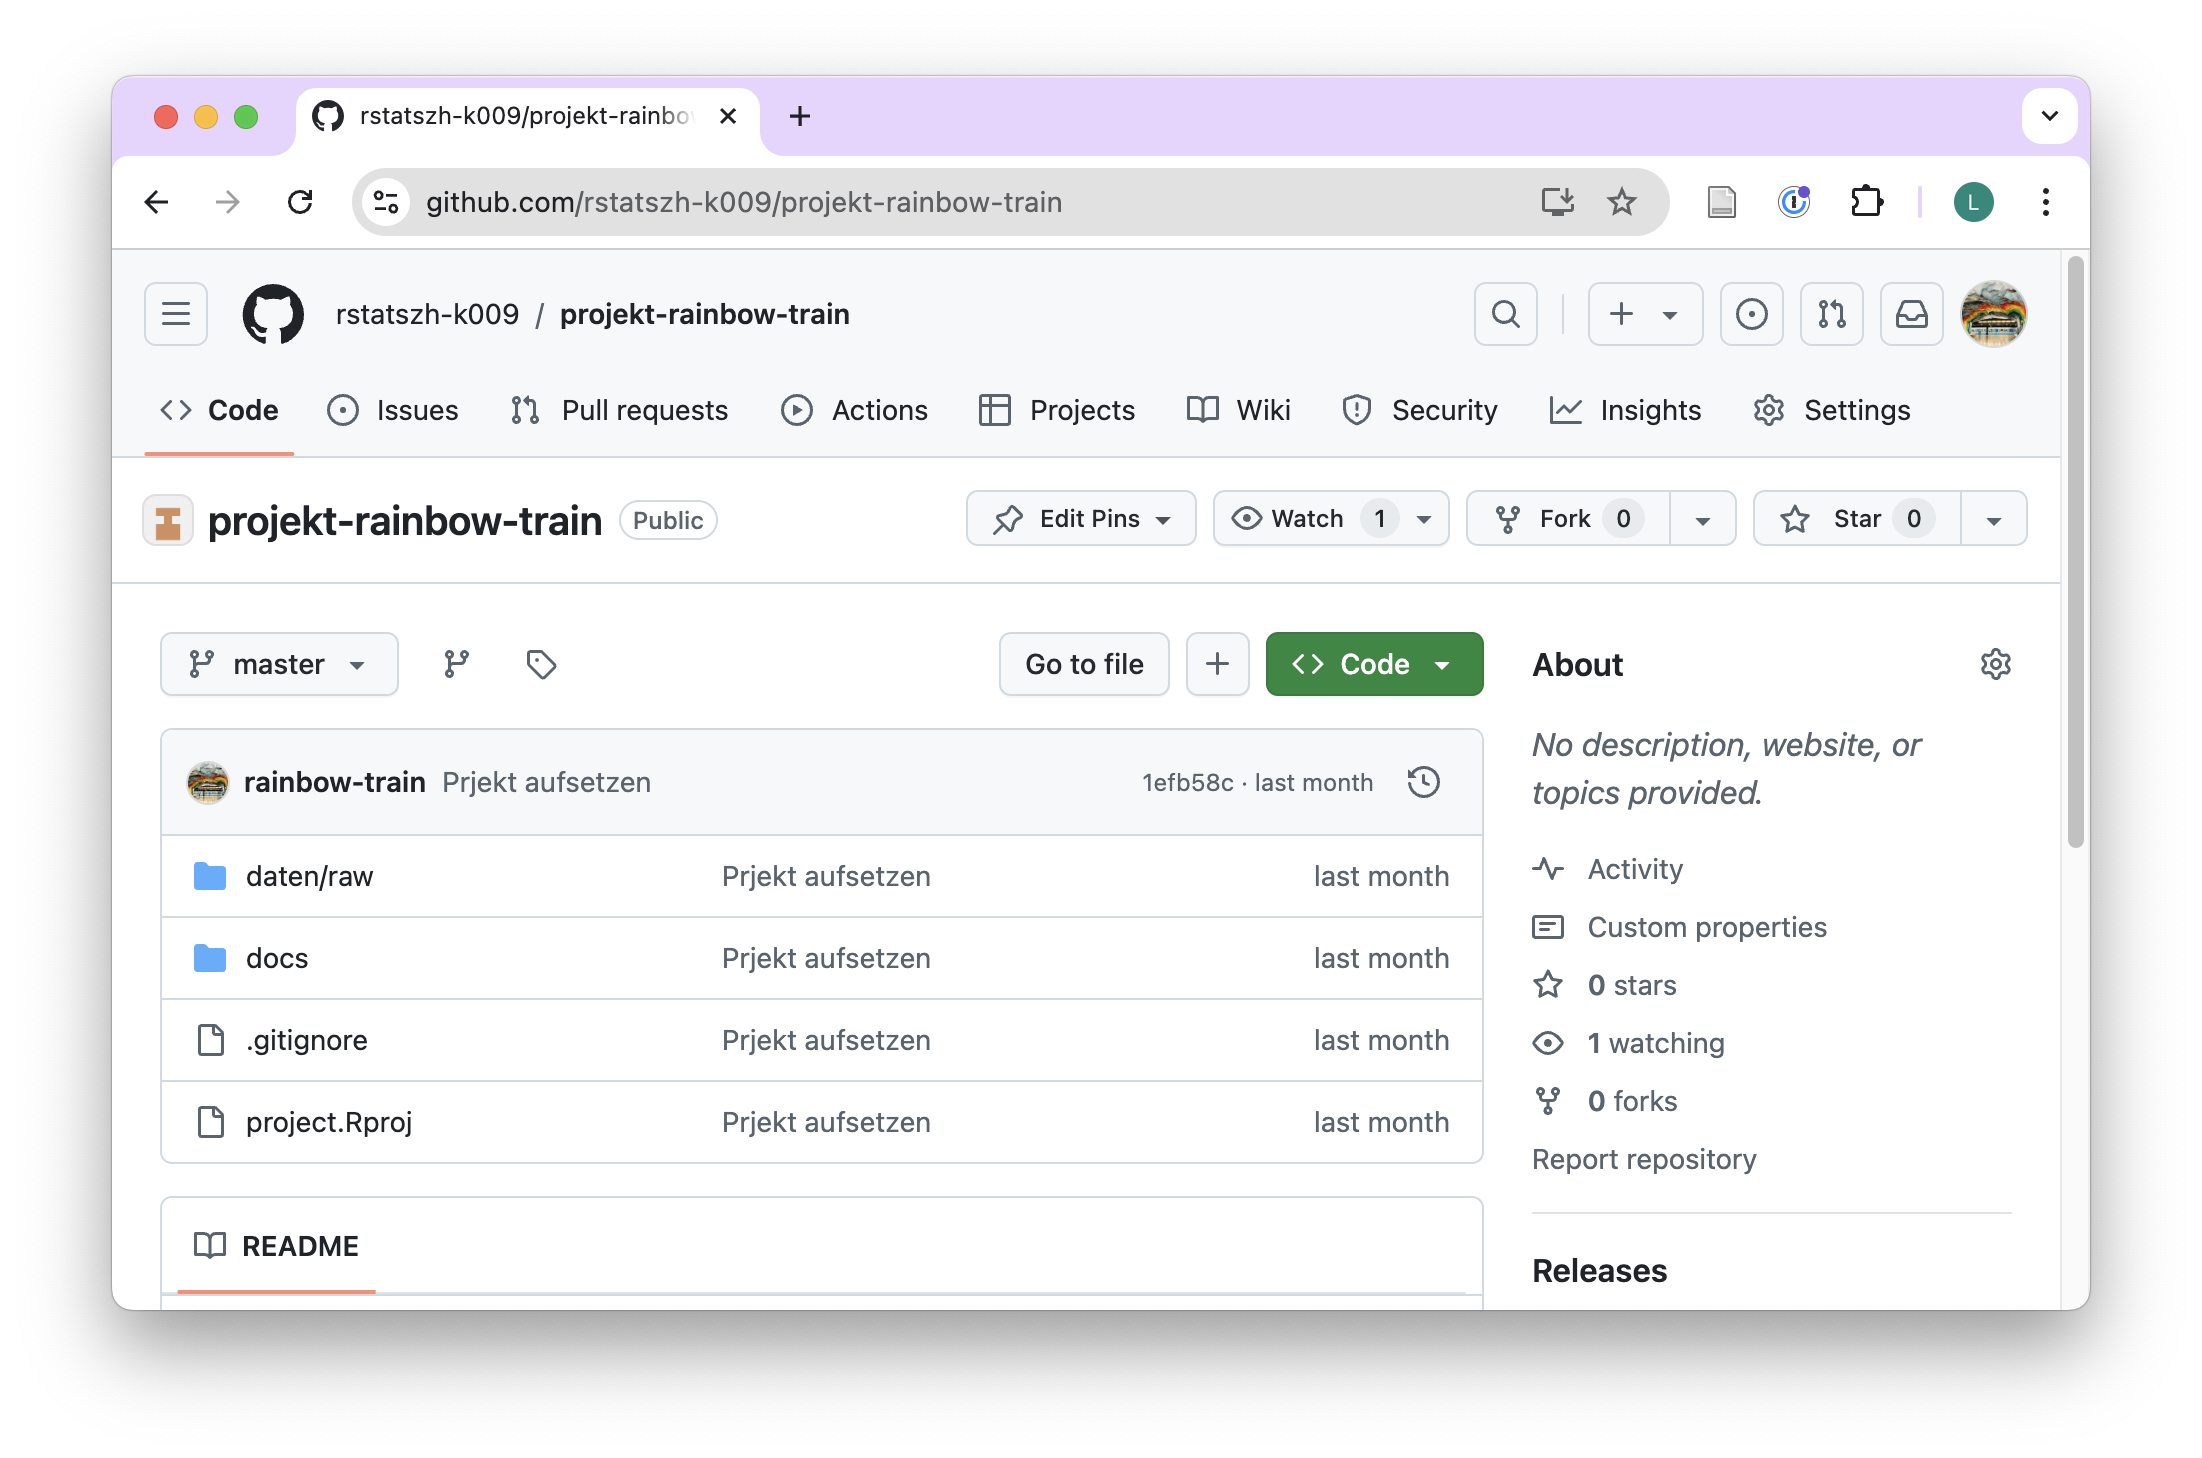 rstatszh-k009/projekt-rainbo
github.com/rstatszh-k009/projekt-rainbow-train
L
rstatszh-k009 / projekt-rainbow-train
Code Issues Pull requests Actions Projects Wiki Security Insights Settings
projekt-rainbow-train Public Edit Pins Watch 1 Fork 0 Star 0
master Go to file Code
About
No description, website, or
topics provided.
rainbow-train Prjekt aufsetzen 1efb58c · last month
daten/raw Prjekt aufsetzen last month
docs Prjekt aufsetzen last month
.gitignore Prjekt aufsetzen last month
project.Rproj Prjekt aufsetzen last month
README
Activity
Custom properties
0 stars
1 watching
0 forks
Report repository
Releases